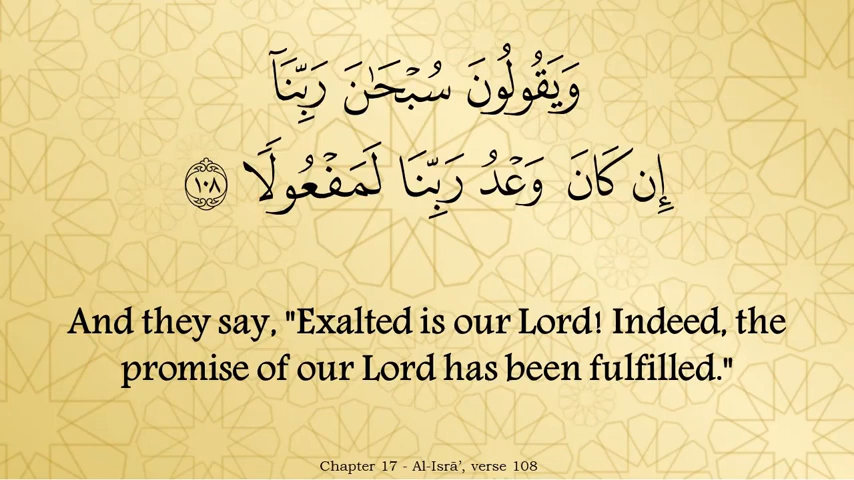 وَيَقُولُونَ سُبْحَـٰنَ رَبِّنَآ
إِن كَانَ وَعْدُ رَبِّنَا لَمَفْعُولًا ١٠٨
And they say, "Exalted is our Lord! Indeed, the
promise of our Lord has been fulfilled."
Chapter 17 - Al-Isrā’, verse 108